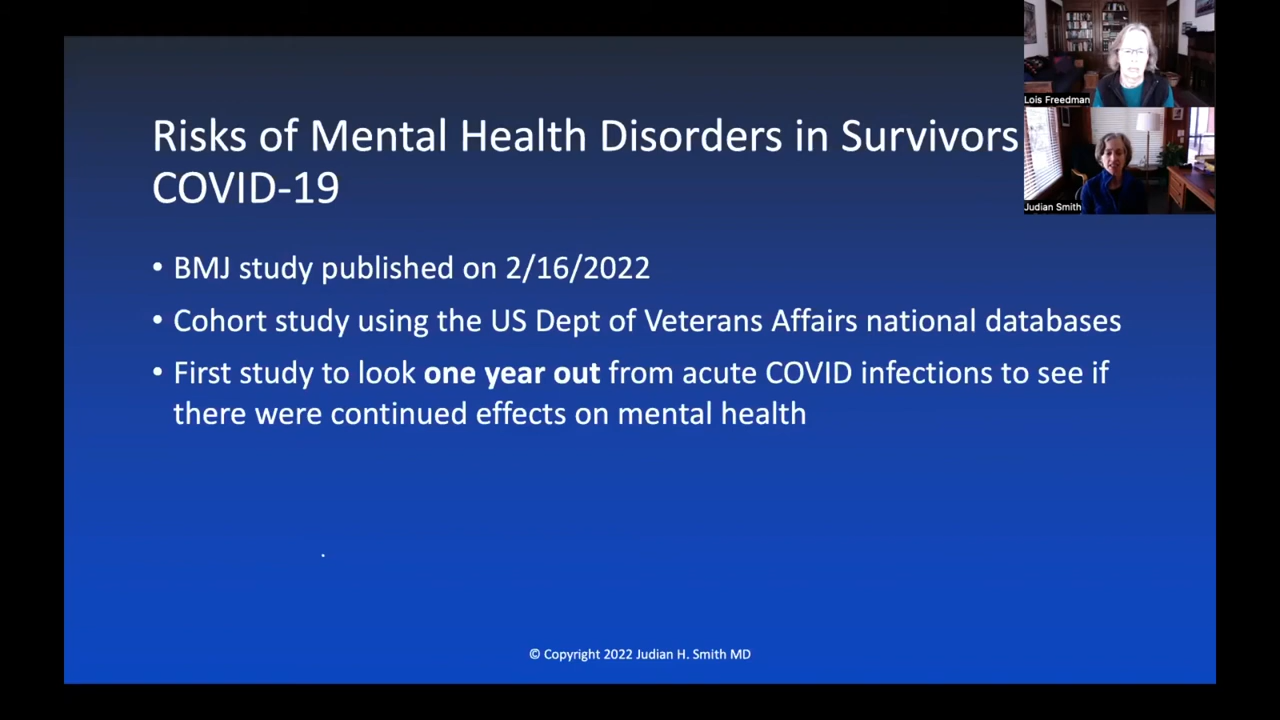 Risks of Mental Health Disorders in Survivors
COVID-19
• BMJ study published on 2/16/2022
• Cohort study using the US Dept of Veterans Affairs national databases
• First study to look one year out from acute COVID infections to see if
there were continued effects on mental health
© Copyright 2022 Judian H. Smith MD
Lois Freedman
Judian Smith